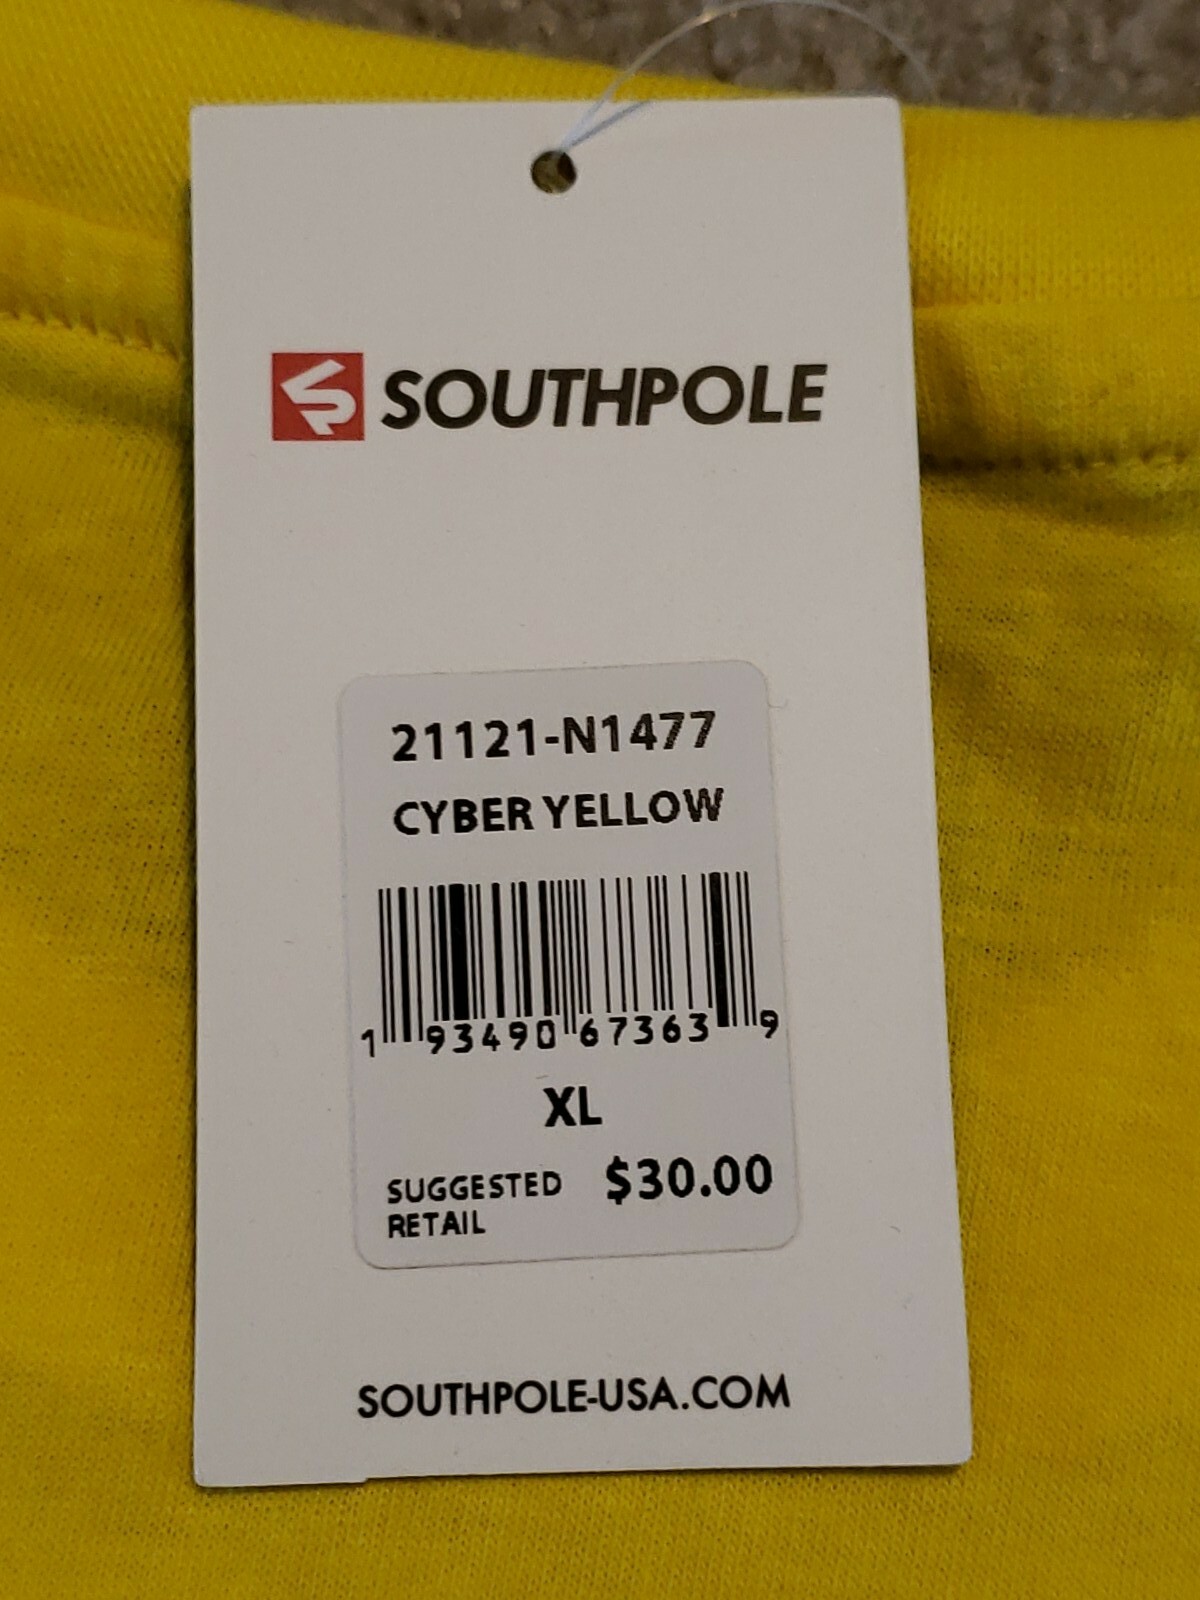 SOUTHPOLE
21121-N1477
CYBER YELLOW
1 93490 67363 9
XL
SUGGESTED RETAIL $30.00
SOUTHPOLE-USA.COM